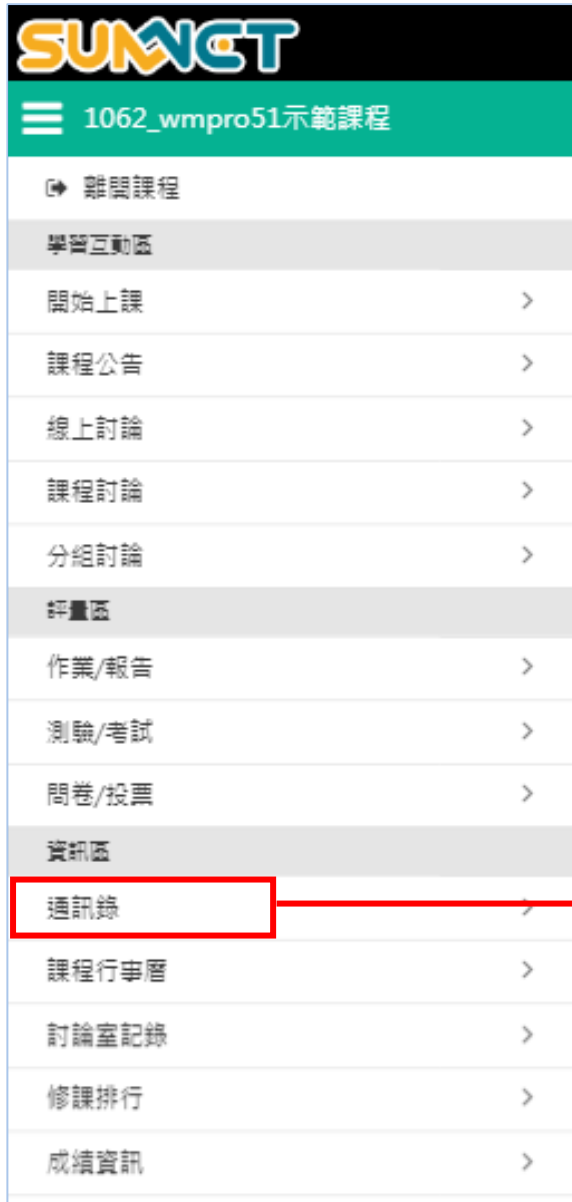 SUNNET
1062_wmpro51示範課程
離開課程
學習互動區
開始上課
課程公告
線上討論
課程討論
分組討論
評量區
作業/報告
測驗/考試
問卷/投票
資訊區
通訊錄
課程行事曆
討論室記錄
修課排行
成績資訊